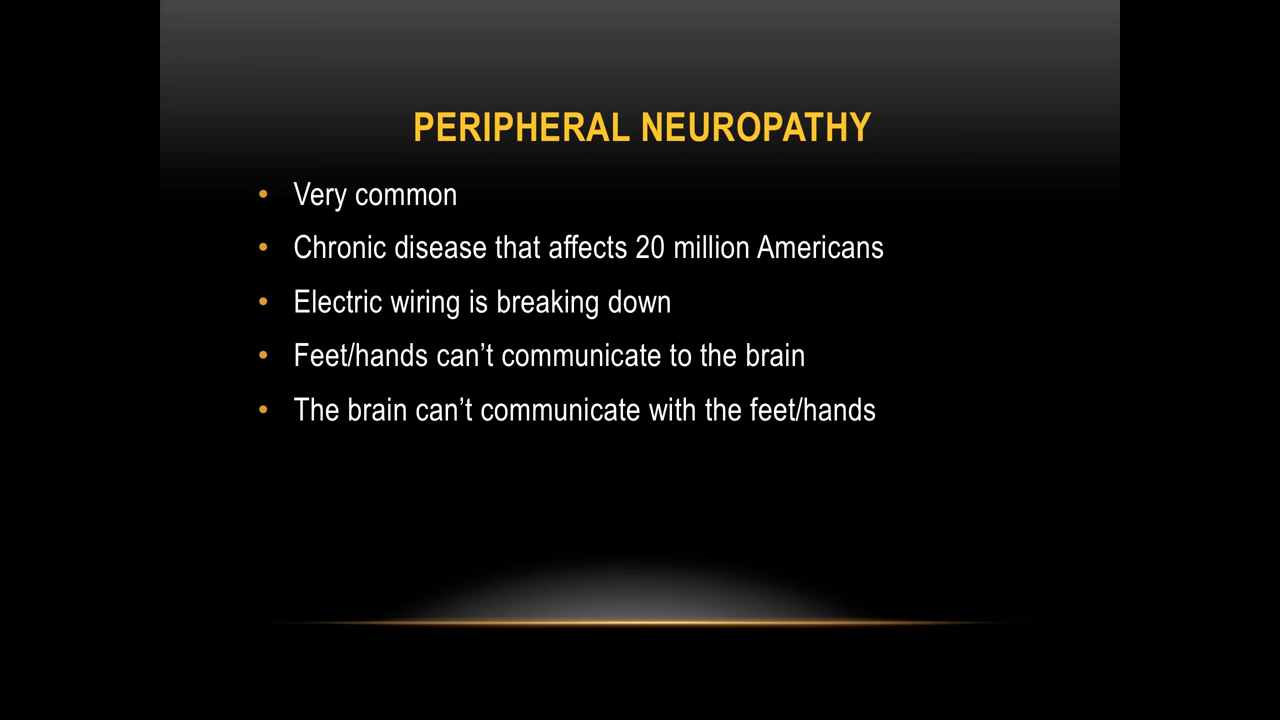 PERIPHERAL NEUROPATHY
• Very common
• Chronic disease that affects 20 million Americans
• Electric wiring is breaking down
• Feet/hands can’t communicate to the brain
• The brain can’t communicate with the feet/hands